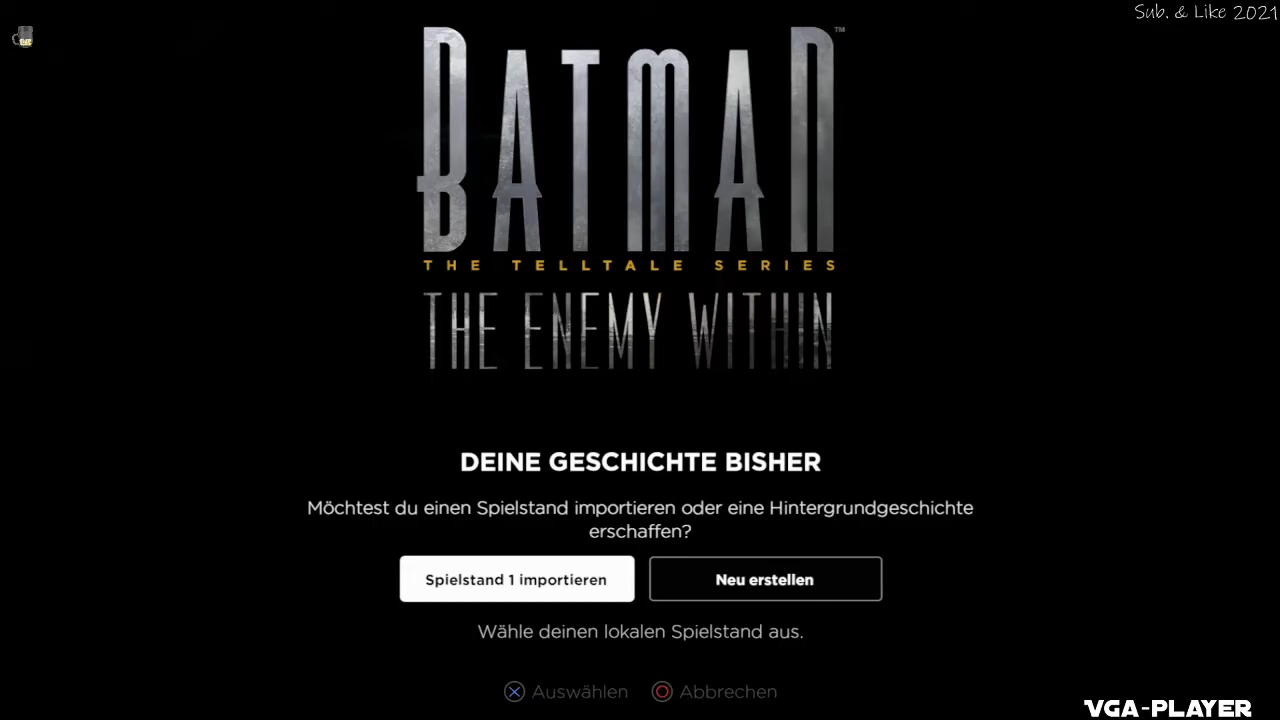 Sub. & Like 2021
BATMAN™
THE TELLTALE SERIES
THE ENEMY WITHIN
DEINE GESCHICHTE BISHER
Möchtest du einen Spielstand importieren oder eine Hintergrundgeschichte
erschaffen?
Spielstand 1 importieren
Neu erstellen
Wähle deinen lokalen Spielstand aus.
Auswählen
Abbrechen
VGA-PLAYER